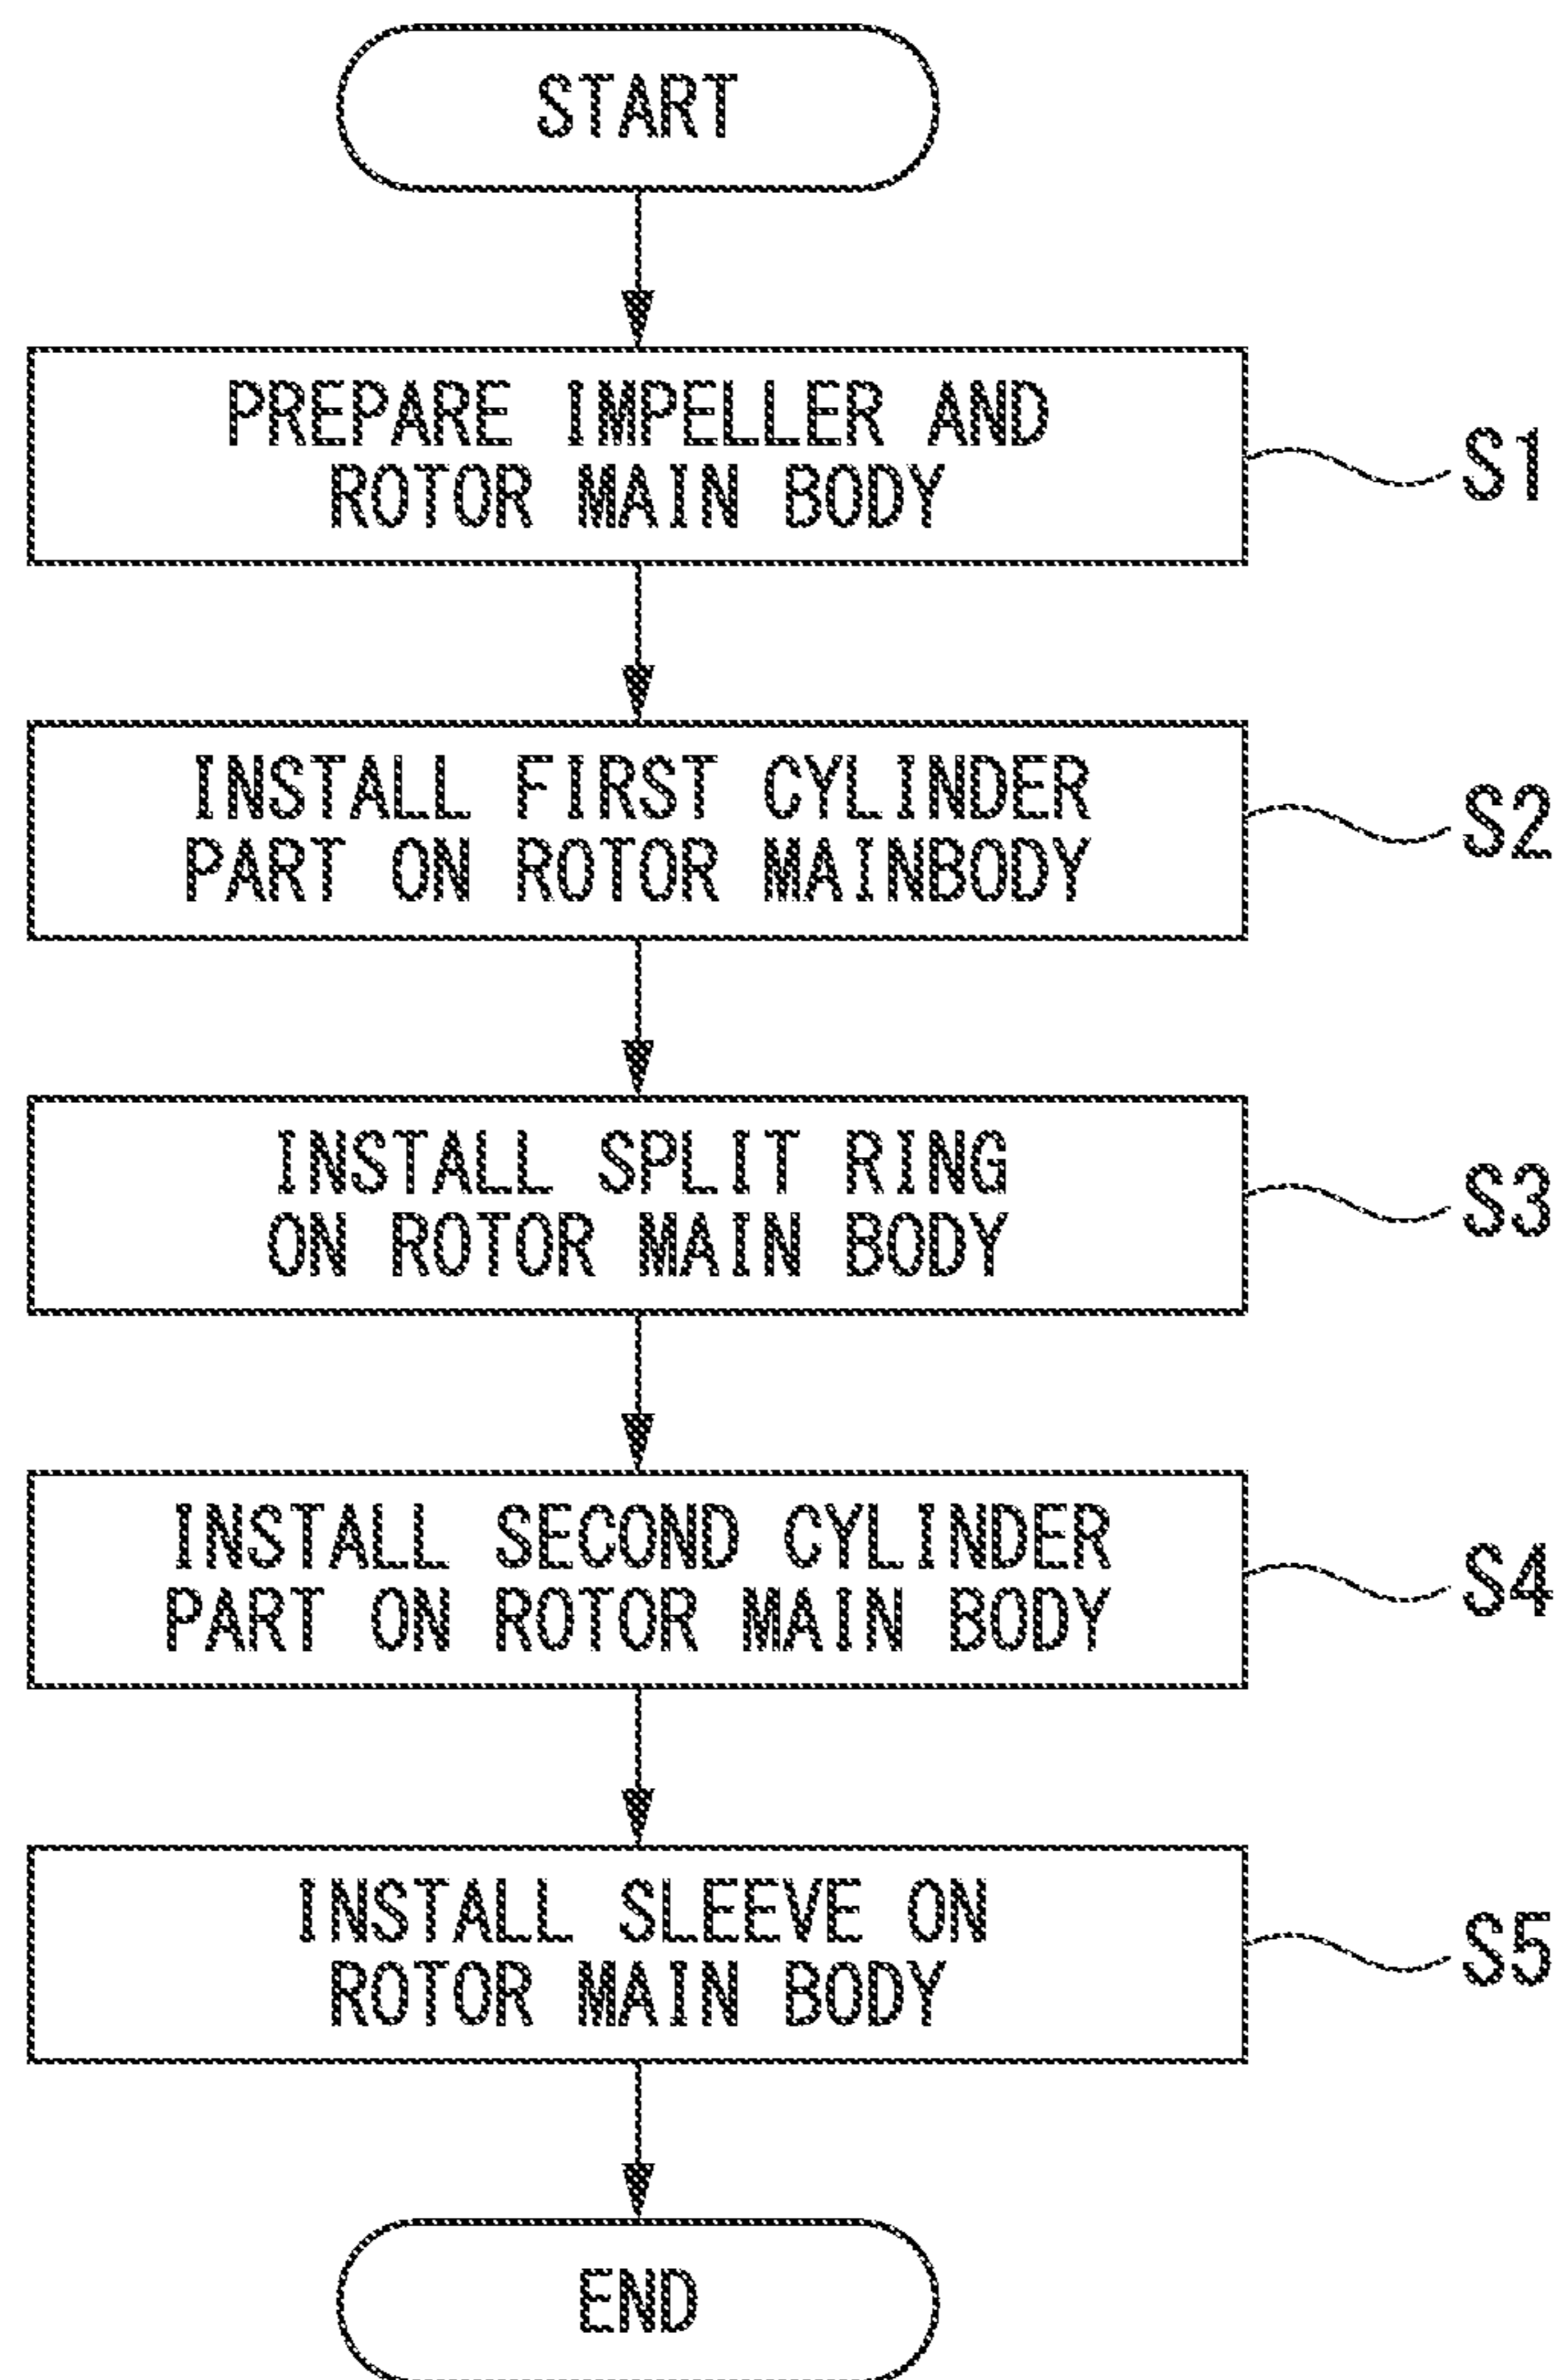 START
PREPARE IMPELLER AND
ROTOR MAIN BODY
S1
INSTALL FIRST CYLINDER
PART ON ROTOR MAINBODY
S2
INSTALL SPLIT RING
ON ROTOR MAIN BODY
S3
INSTALL SECOND CYLINDER
PART ON ROTOR MAIN BODY
S4
INSTALL SLEEVE ON
ROTOR MAIN BODY
S5
END